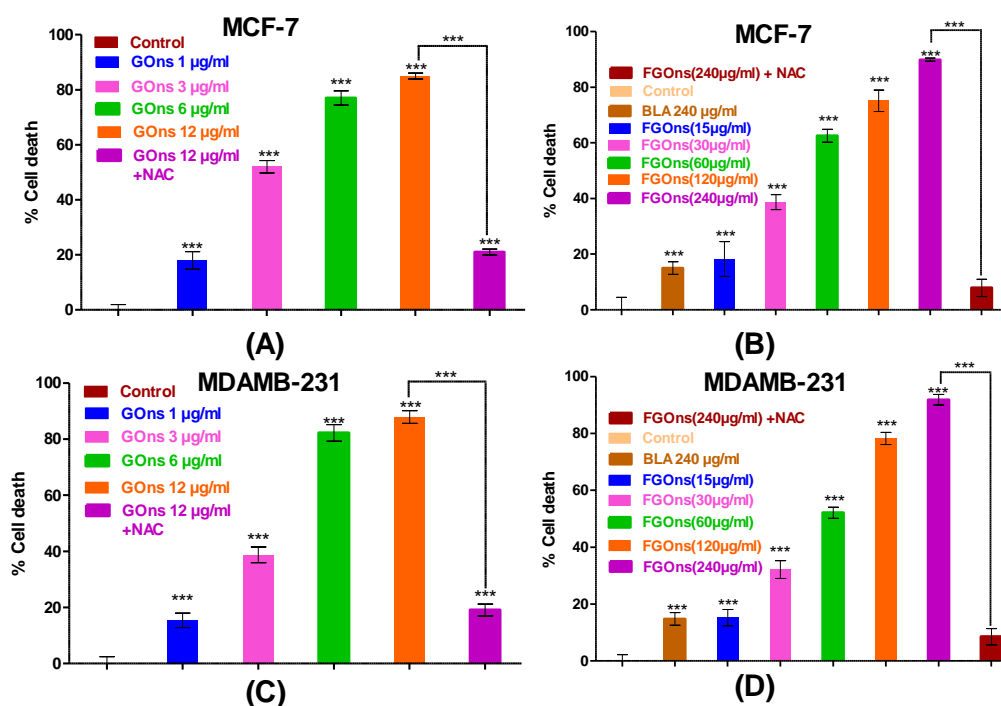 MCF-7
Control
GOns 1 µg/ml
GOns 3 µg/ml
GOns 6 µg/ml
GOns 12 µg/ml
GOns 12 µg/ml
+NAC
% Cell death
100
80
60
40
20
0
***
***
***
***
***
***
(A)
MCF-7
FGOns(240µg/ml) + NAC
Control
BLA 240 µg/ml
FGOns(15µg/ml)
FGOns(30µg/ml)
FGOns(60µg/ml)
FGOns(120µg/ml)
FGOns(240µg/ml)
% Cell death
100
80
60
40
20
0
***
***
***
***
***
***
***
(B)
MDAMB-231
Control
GOns 1 µg/ml
GOns 3 µg/ml
GOns 6 µg/ml
GOns 12 µg/ml
GOns 12 µg/ml
+NAC
% Cell death
100
80
60
40
20
0
***
***
***
***
***
***
(C)
MDAMB-231
FGOns(240µg/ml) +NAC
Control
BLA 240 µg/ml
FGOns(15µg/ml)
FGOns(30µg/ml)
FGOns(60µg/ml)
FGOns(120µg/ml)
FGOns(240µg/ml)
% Cell death
100
80
60
40
20
0
***
***
***
***
***
***
***
(D)